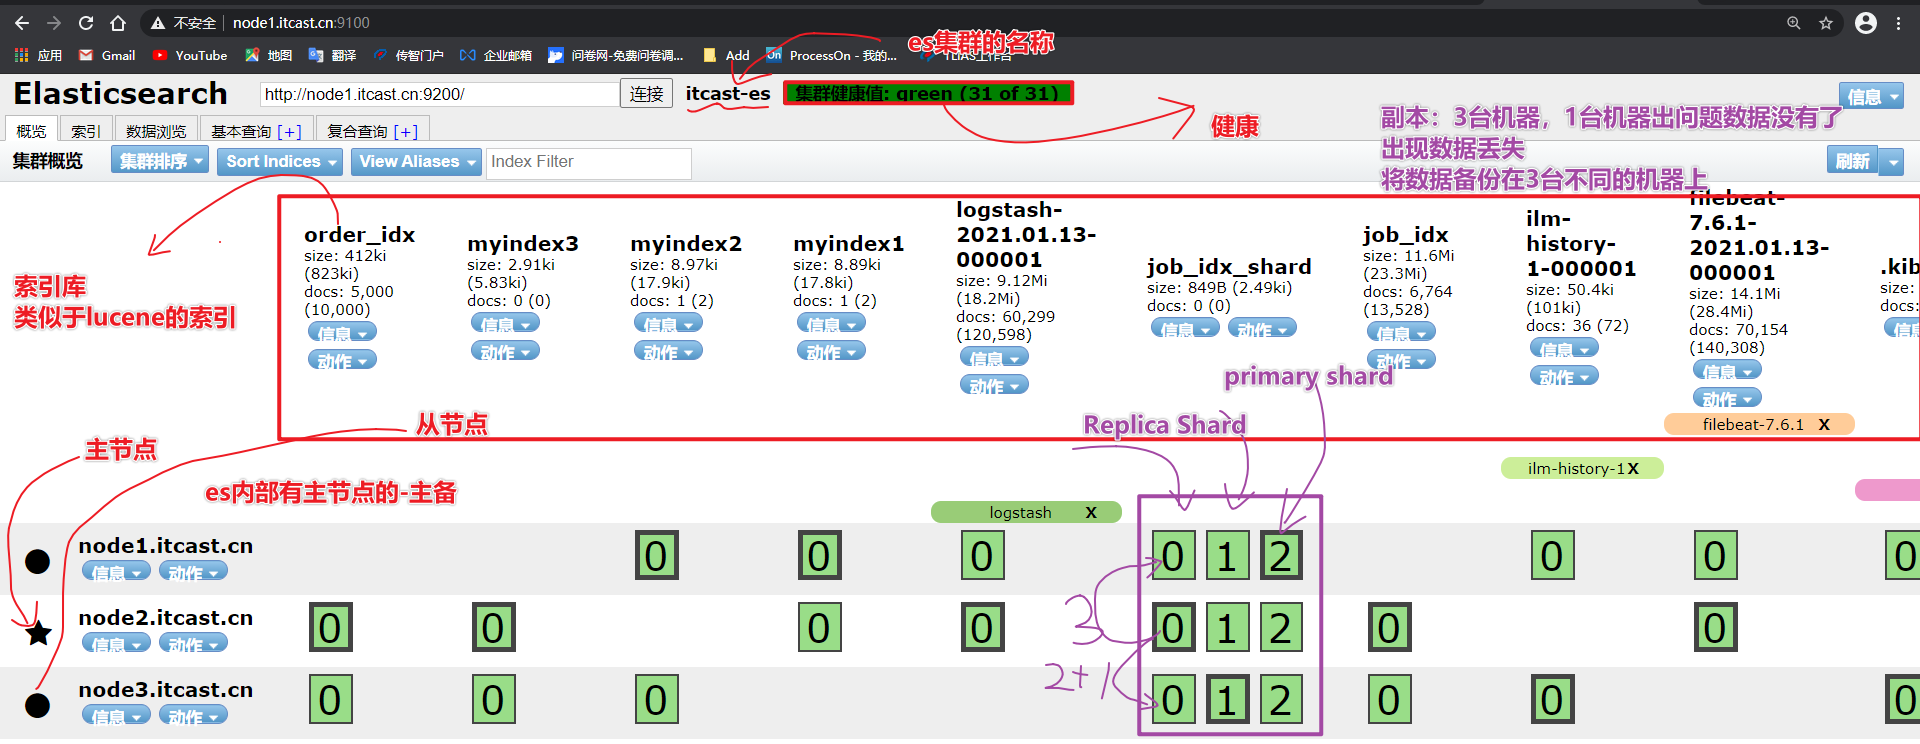 不安全 node1.itcast.cn:9100
应用 Gmail YouTube 地图 翻译 传智门户 企业邮箱 问卷网-免费问卷调... Add ProcessOn - 我的...
es集群的名称
Elasticsearch http://node1.itcast.cn:9200/ 连接 itcast-es 集群健康值: green (31 of 31) 信息
健康
副本：3台机器，1台机器出问题数据没有了
出现数据丢失
将数据备份在3台不同的机器上
概览 索引 数据浏览 基本查询 [+] 复合查询 [+]
集群概览 集群排序 Sort Indices View Aliases Index Filter 刷新
索引库
类似于lucene的索引
order_idx
size: 412ki
(823ki)
docs: 5,000
(10,000)
信息
动作
myindex3
size: 2.91ki
(5.83ki)
docs: 0 (0)
信息
动作
myindex2
size: 8.97ki
(17.9ki)
docs: 1 (2)
信息
动作
myindex1
size: 8.89ki
(17.8ki)
docs: 1 (2)
信息
动作
logstash-
2021.01.13-
000001
size: 9.12Mi
(18.2Mi)
docs: 60,299
(120,598)
信息
动作
job_idx_shard
size: 849B (2.49ki)
docs: 0 (0)
信息 动作
job_idx
size: 11.6Mi
(23.3Mi)
docs: 6,764
(13,528)
信息
动作
ilm-
history-
1-000001
size: 50.4ki
(101ki)
docs: 36 (72)
信息
动作
filebeat-
7.6.1-
2021.01.13-
000001
size: 14.1Mi
(28.4Mi)
docs: 70,154
(140,308)
信息
动作
.kib
size:
docs:
primary shard
Replica Shard
从节点
主节点
es内部有主节点的-主备
filebeat-7.6.1 X
ilm-history-1 X
logstash X
node1.itcast.cn 0 0 0 0 1 2 0 0 0
信息 动作
node2.itcast.cn 0 0 0 0 0 1 2 0 0
信息 动作
3
node3.itcast.cn 0 0 0 0 1 2 0 0 0
信息 动作
2+1